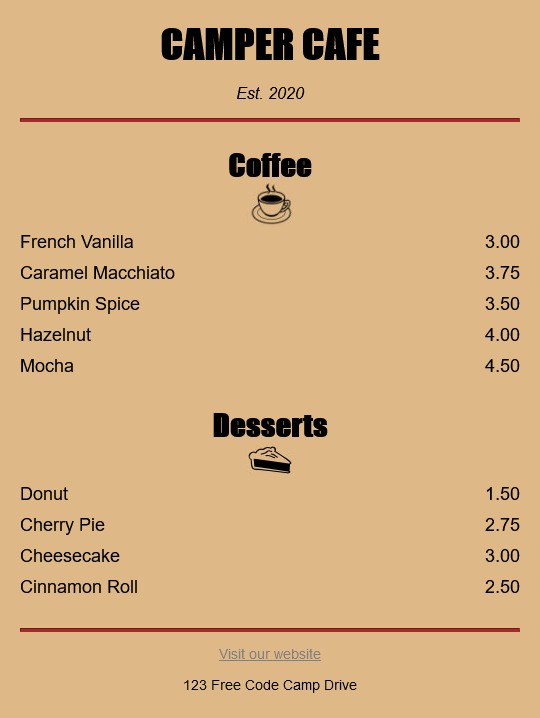 CAMPER CAFE
Est. 2020
Coffee
French Vanilla 3.00
Caramel Macchiato 3.75
Pumpkin Spice 3.50
Hazelnut 4.00
Mocha 4.50
Desserts
Donut 1.50
Cherry Pie 2.75
Cheesecake 3.00
Cinnamon Roll 2.50
Visit our website
123 Free Code Camp Drive